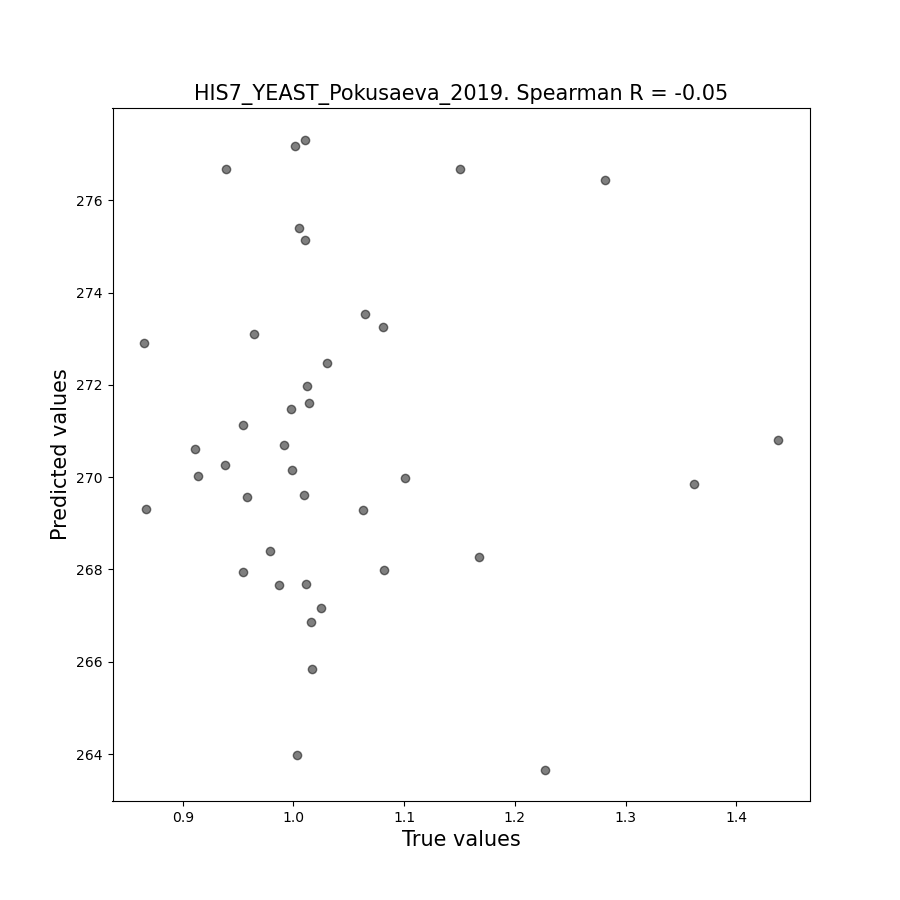 HIS7_YEAST_Pokusaeva_2019. Spearman R = -0.05
276
274
272
270
268
266
264
Predicted values
0.9 1.0 1.1 1.2 1.3 1.4
True values